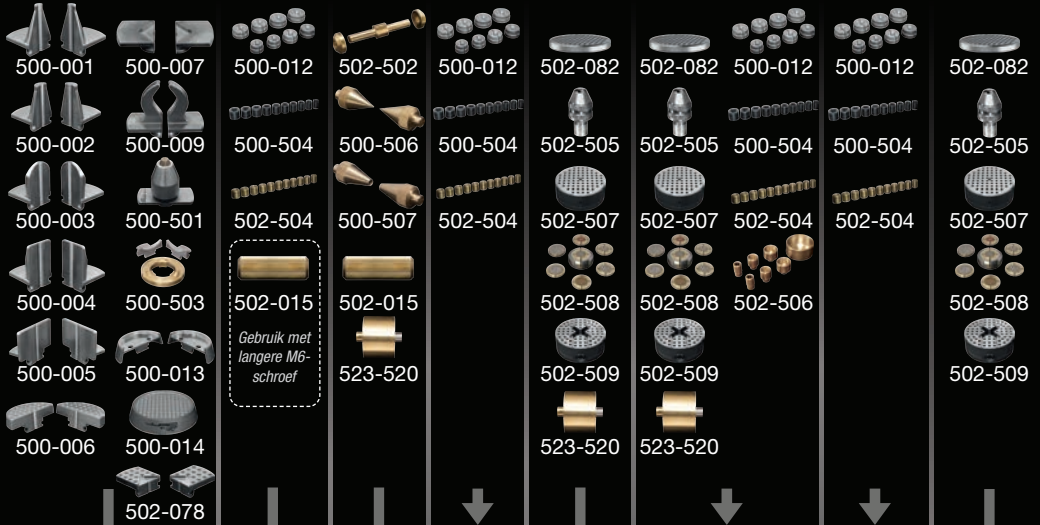 500-001 500-007 500-012 502-502 500-012 502-082 502-082 500-012 500-012 502-082
500-002 500-009 500-504 500-506 500-504 502-505 502-505 500-504 500-504 502-505
500-003 500-501 502-504 500-507 502-504 502-507 502-507 502-504 502-504 502-507
500-004 500-503 502-015 502-015 502-508 502-508 502-506 502-508
Gebruik met
langere M6-
schroef
500-005 500-013 523-520 502-509 502-509 502-509
500-006 500-014 523-520 523-520
502-078